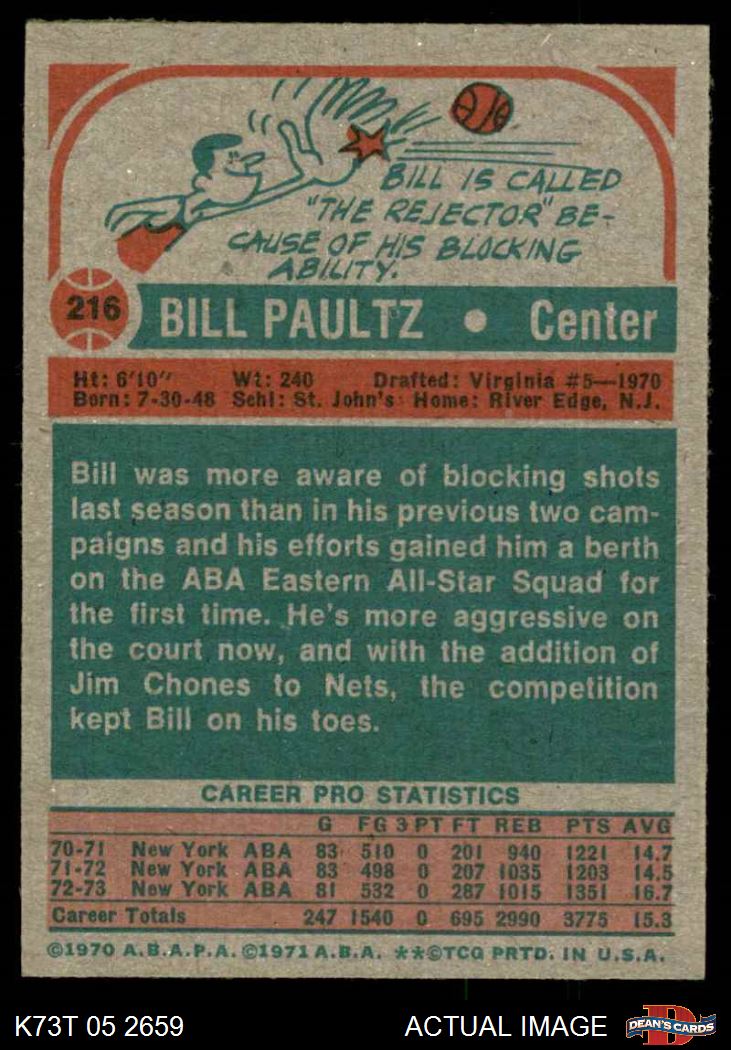 BILL IS CALLED
"THE REJECTOR" BE-
CAUSE OF HIS BLOCKING
ABILITY.
216 BILL PAULTZ • Center
Ht: 6'10" Wt: 240 Drafted: Virginia #5—1970
Born: 7-30-48 Schl: St. John's Home: River Edge, N.J.
Bill was more aware of blocking shots
last season than in his previous two cam-
paigns and his efforts gained him a berth
on the ABA Eastern All-Star Squad for
the first time. He's more aggressive on
the court now, and with the addition of
Jim Chones to Nets, the competition
kept Bill on his toes.
CAREER PRO STATISTICS
G FG 3PT FT REB PTS AVG
70-71 New York ABA 83 510 0 201 940 1221 14.7
71-72 New York ABA 83 498 0 207 1035 1203 14.5
72-73 New York ABA 81 532 0 287 1015 1351 16.7
Career Totals 247 1540 0 695 2990 3775 15.3
©1970 A.B.A.P.A. ©1971 A.B.A. **©TCG PRTD. IN U.S.A.
K73T 05 2659 ACTUAL IMAGE D DEAN'S CARDS